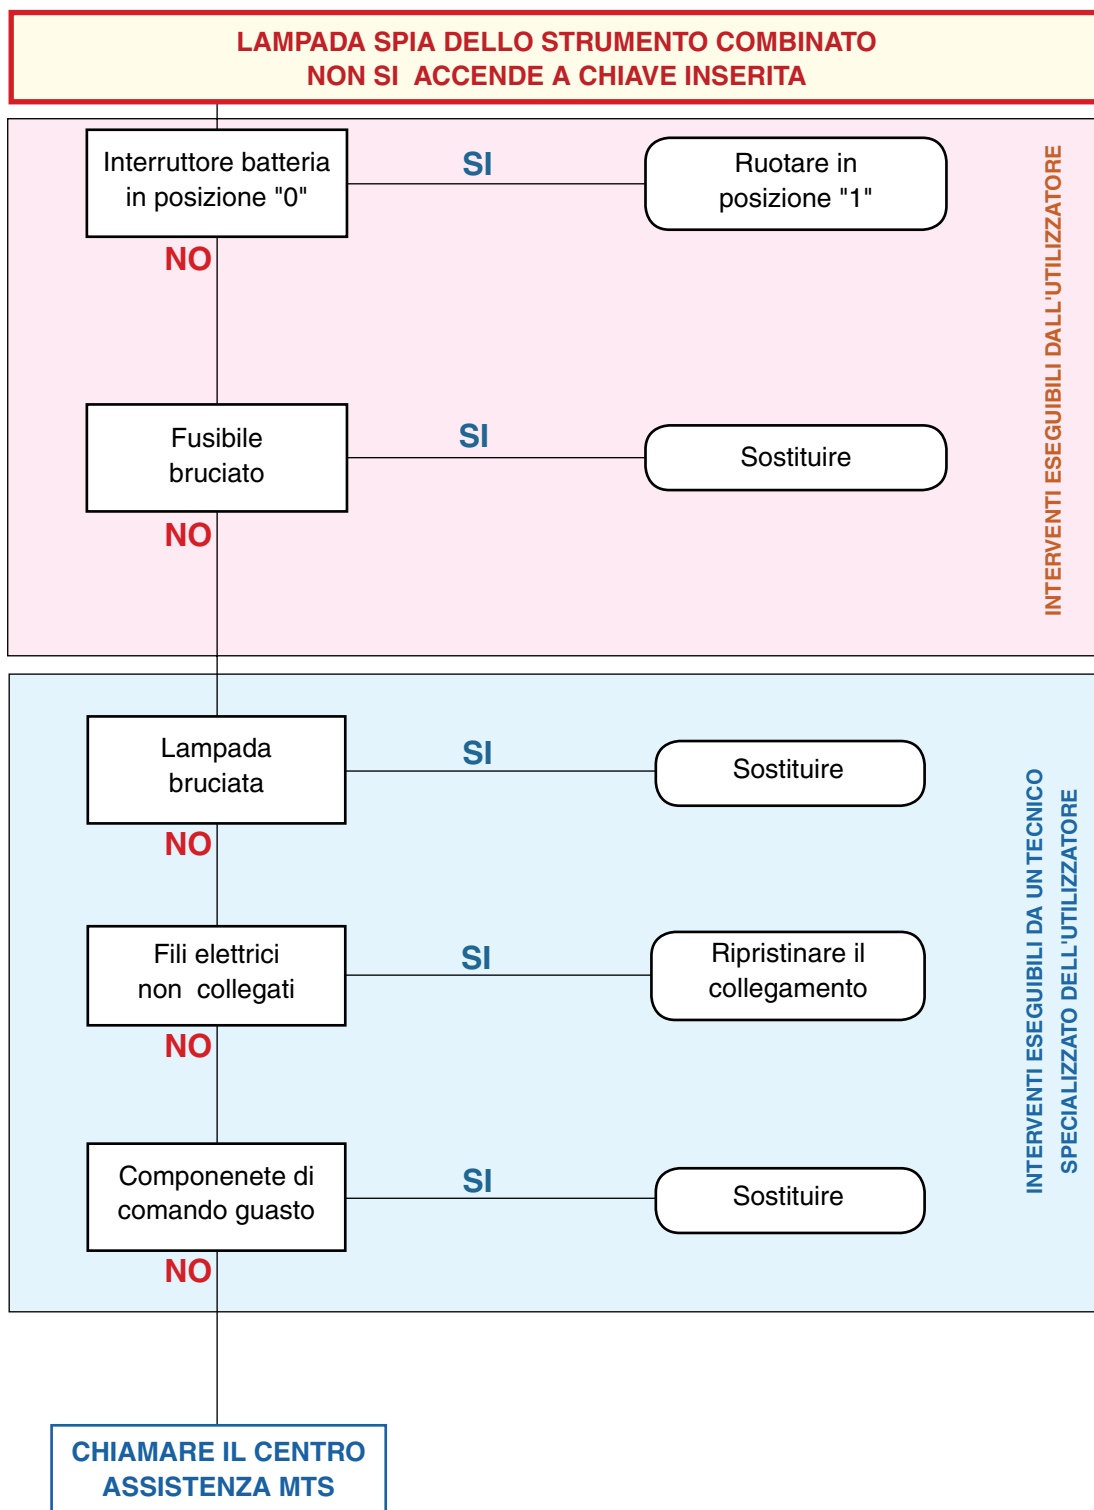 LAMPADA SPIA DELLO STRUMENTO COMBINATO
NON SI ACCENDE A CHIAVE INSERITA
Interruttore batteria
in posizione "0"
SI
Ruotare in
posizione "1"
NO
Fusibile
bruciato
SI
Sostituire
NO
INTERVENTI ESEGUIBILI DALL'UTILIZZATORE
Lampada
bruciata
SI
Sostituire
NO
Fili elettrici
non collegati
SI
Ripristinare il
collegamento
NO
Componenete di
comando guasto
SI
Sostituire
NO
INTERVENTI ESEGUIBILI DA UN TECNICO
SPECIALIZZATO DELL'UTILIZZATORE
CHIAMARE IL CENTRO
ASSISTENZA MTS